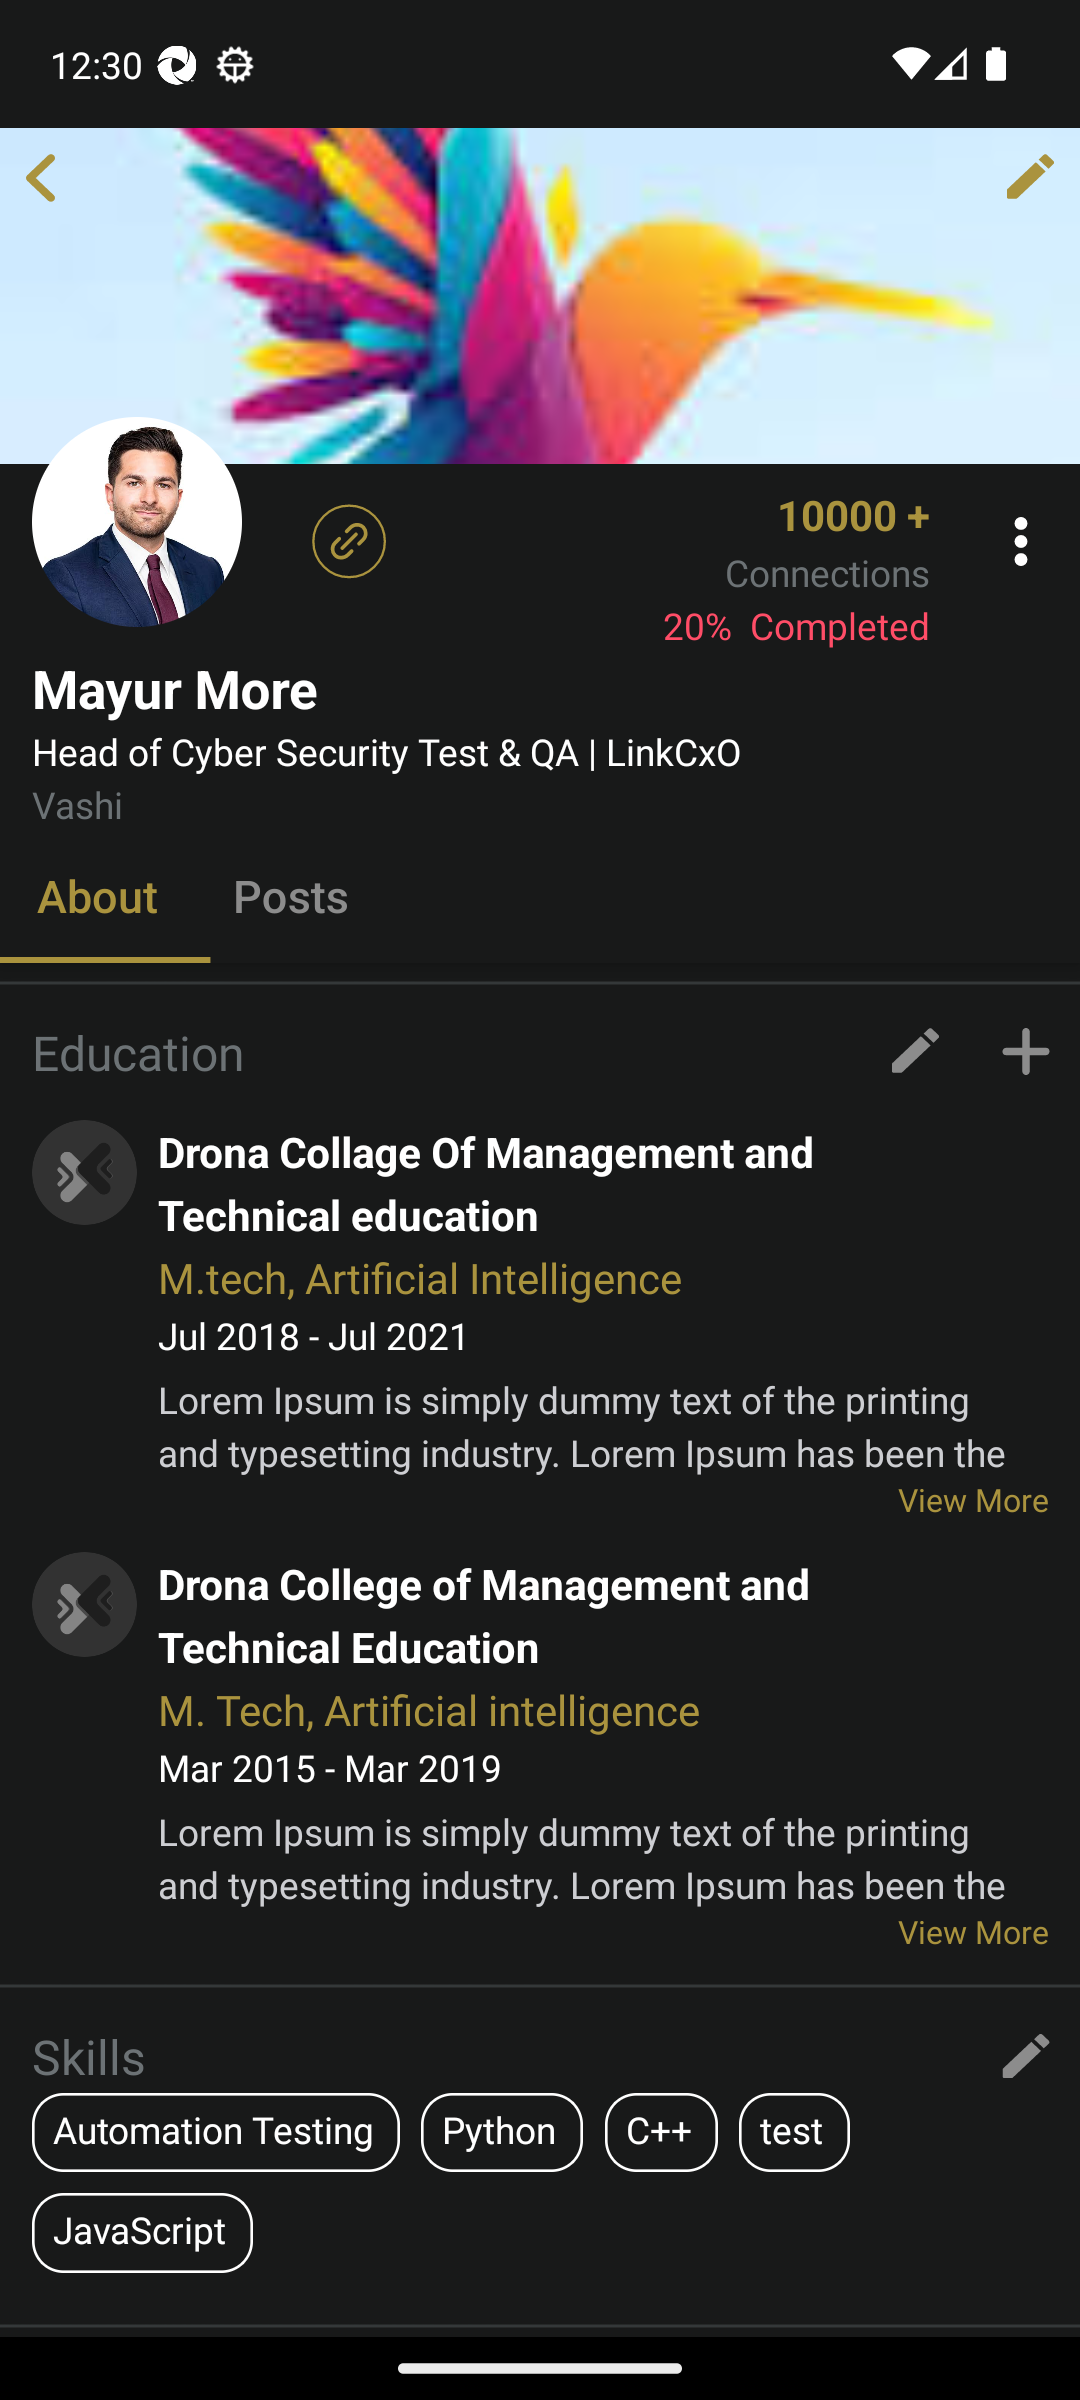 12:30
10000 +
Connections
20% Completed
Mayur More
Head of Cyber Security Test & QA | LinkCxO
Vashi
About Posts
Education
Drona Collage Of Management and
Technical education
M.tech, Artificial Intelligence
Jul 2018 - Jul 2021
Lorem Ipsum is simply dummy text of the printing
and typesetting industry. Lorem Ipsum has been the
View More
Drona College of Management and
Technical Education
M. Tech, Artificial intelligence
Mar 2015 - Mar 2019
Lorem Ipsum is simply dummy text of the printing
and typesetting industry. Lorem Ipsum has been the
View More
Skills
Automation Testing Python C++ test
JavaScript